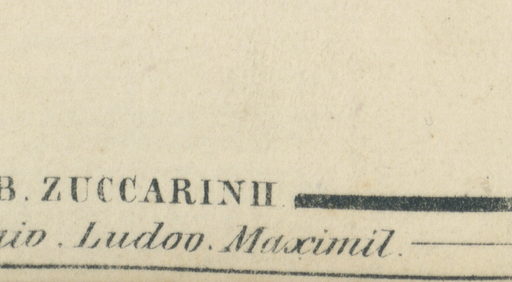 B. ZUCCARINII
Ludov. Maximil.